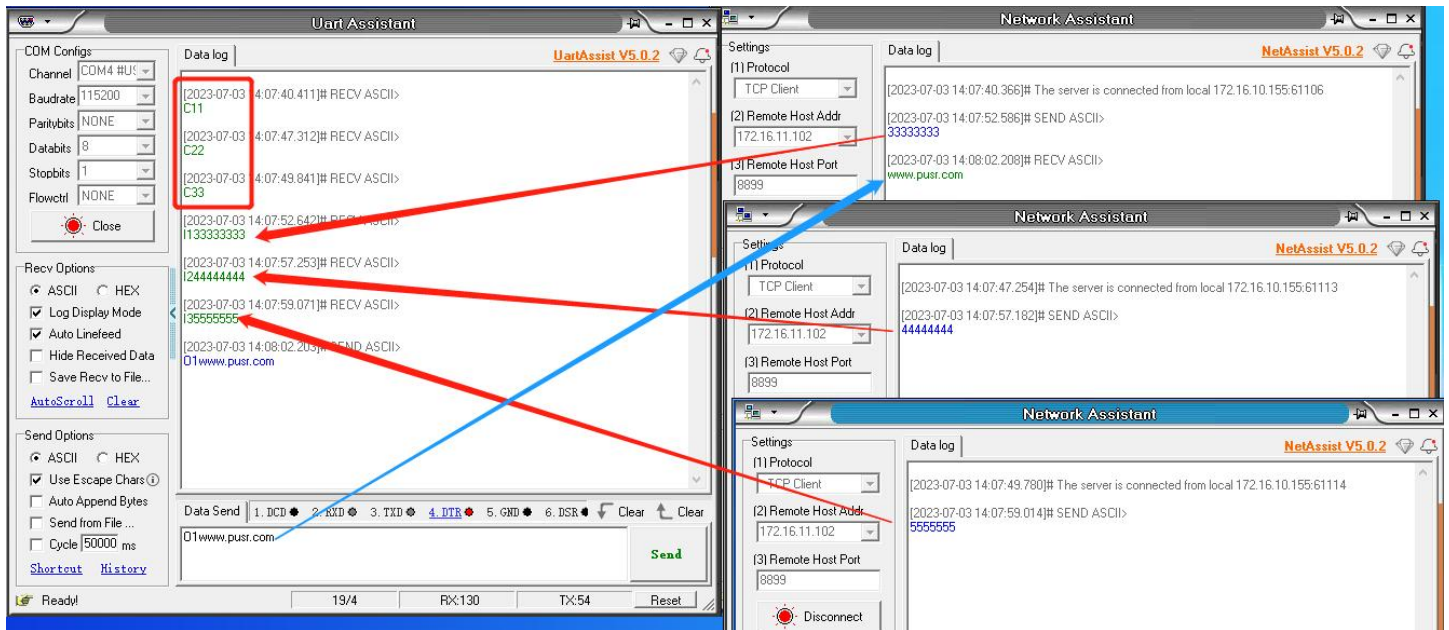 Uart Assistant
COM Configs
Channel COM4 #US
Baudrate 115200
Paritybits NONE
Databits 8
Stopbits 1
Flowctrl NONE
Close
Recv Options
ASCII HEX
Log Display Mode
Auto Linefeed
Hide Received Data
Save Recv to File...
AutoScroll Clear
Send Options
ASCII HEX
Use Escape Chars
Auto Append Bytes
Send from File ...
Cycle 50000 ms
Shortcut History
Data log UartAssist V5.0.2
[2023-07-03 14:07:40.411]# RECV ASCII>
C11
[2023-07-03 14:07:47.312]# RECV ASCII>
C22
[2023-07-03 14:07:49.841]# RECV ASCII>
C33
[2023-07-03 14:07:52.642]# RECV ASCII>
I133333333
[2023-07-03 14:07:57.253]# RECV ASCII>
I244444444
[2023-07-03 14:07:59.071]# RECV ASCII>
I35555555
[2023-07-03 14:08:02.203]# SEND ASCII>
O1www.pusr.com
Data Send 1. DCD 2. RXD 3. TXD 4. DTR 5. GND 6. DSR Clear Clear
O1www.pusr.com
Send
Ready! 19/4 RX:130 TX:54 Reset
Network Assistant
Settings
(1) Protocol
TCP Client
(2) Remote Host Addr
172.16.11.102
(3) Remote Host Port
8899
Data log NetAssist V5.0.2
[2023-07-03 14:07:40.366]# The server is connected from local 172.16.10.155:61106
[2023-07-03 14:07:52.586]# SEND ASCII>
33333333
[2023-07-03 14:08:02.208]# RECV ASCII>
www.pusr.com
Network Assistant
Settings
(1) Protocol
TCP Client
(2) Remote Host Addr
172.16.11.102
(3) Remote Host Port
8899
Data log NetAssist V5.0.2
[2023-07-03 14:07:47.254]# The server is connected from local 172.16.10.155:61113
[2023-07-03 14:07:57.182]# SEND ASCII>
44444444
Network Assistant
Settings
(1) Protocol
TCP Client
(2) Remote Host Addr
172.16.11.102
(3) Remote Host Port
8899
Disconnect
Data log NetAssist V5.0.2
[2023-07-03 14:07:49.780]# The server is connected from local 172.16.10.155:61114
[2023-07-03 14:07:59.014]# SEND ASCII>
5555555